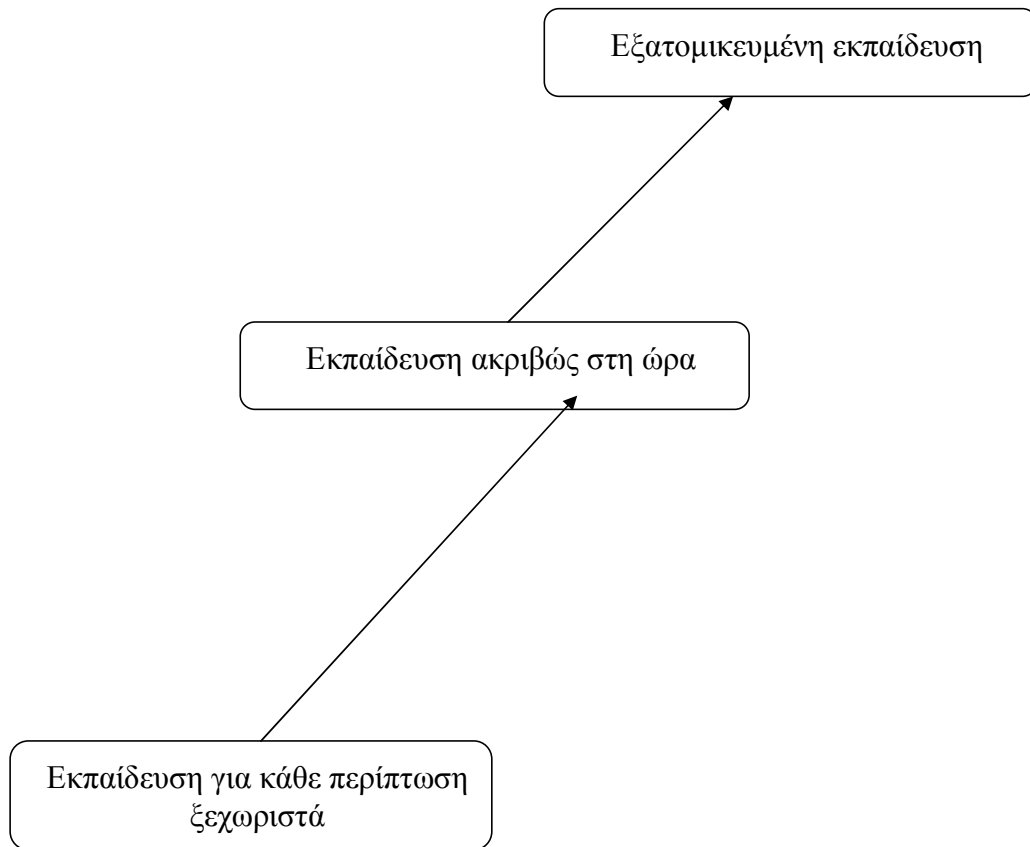 Εξατομικευμένη εκπαίδευση
Εκπαίδευση ακριβώς στη ώρα
Εκπαίδευση για κάθε περίπτωση
ξεχωριστά